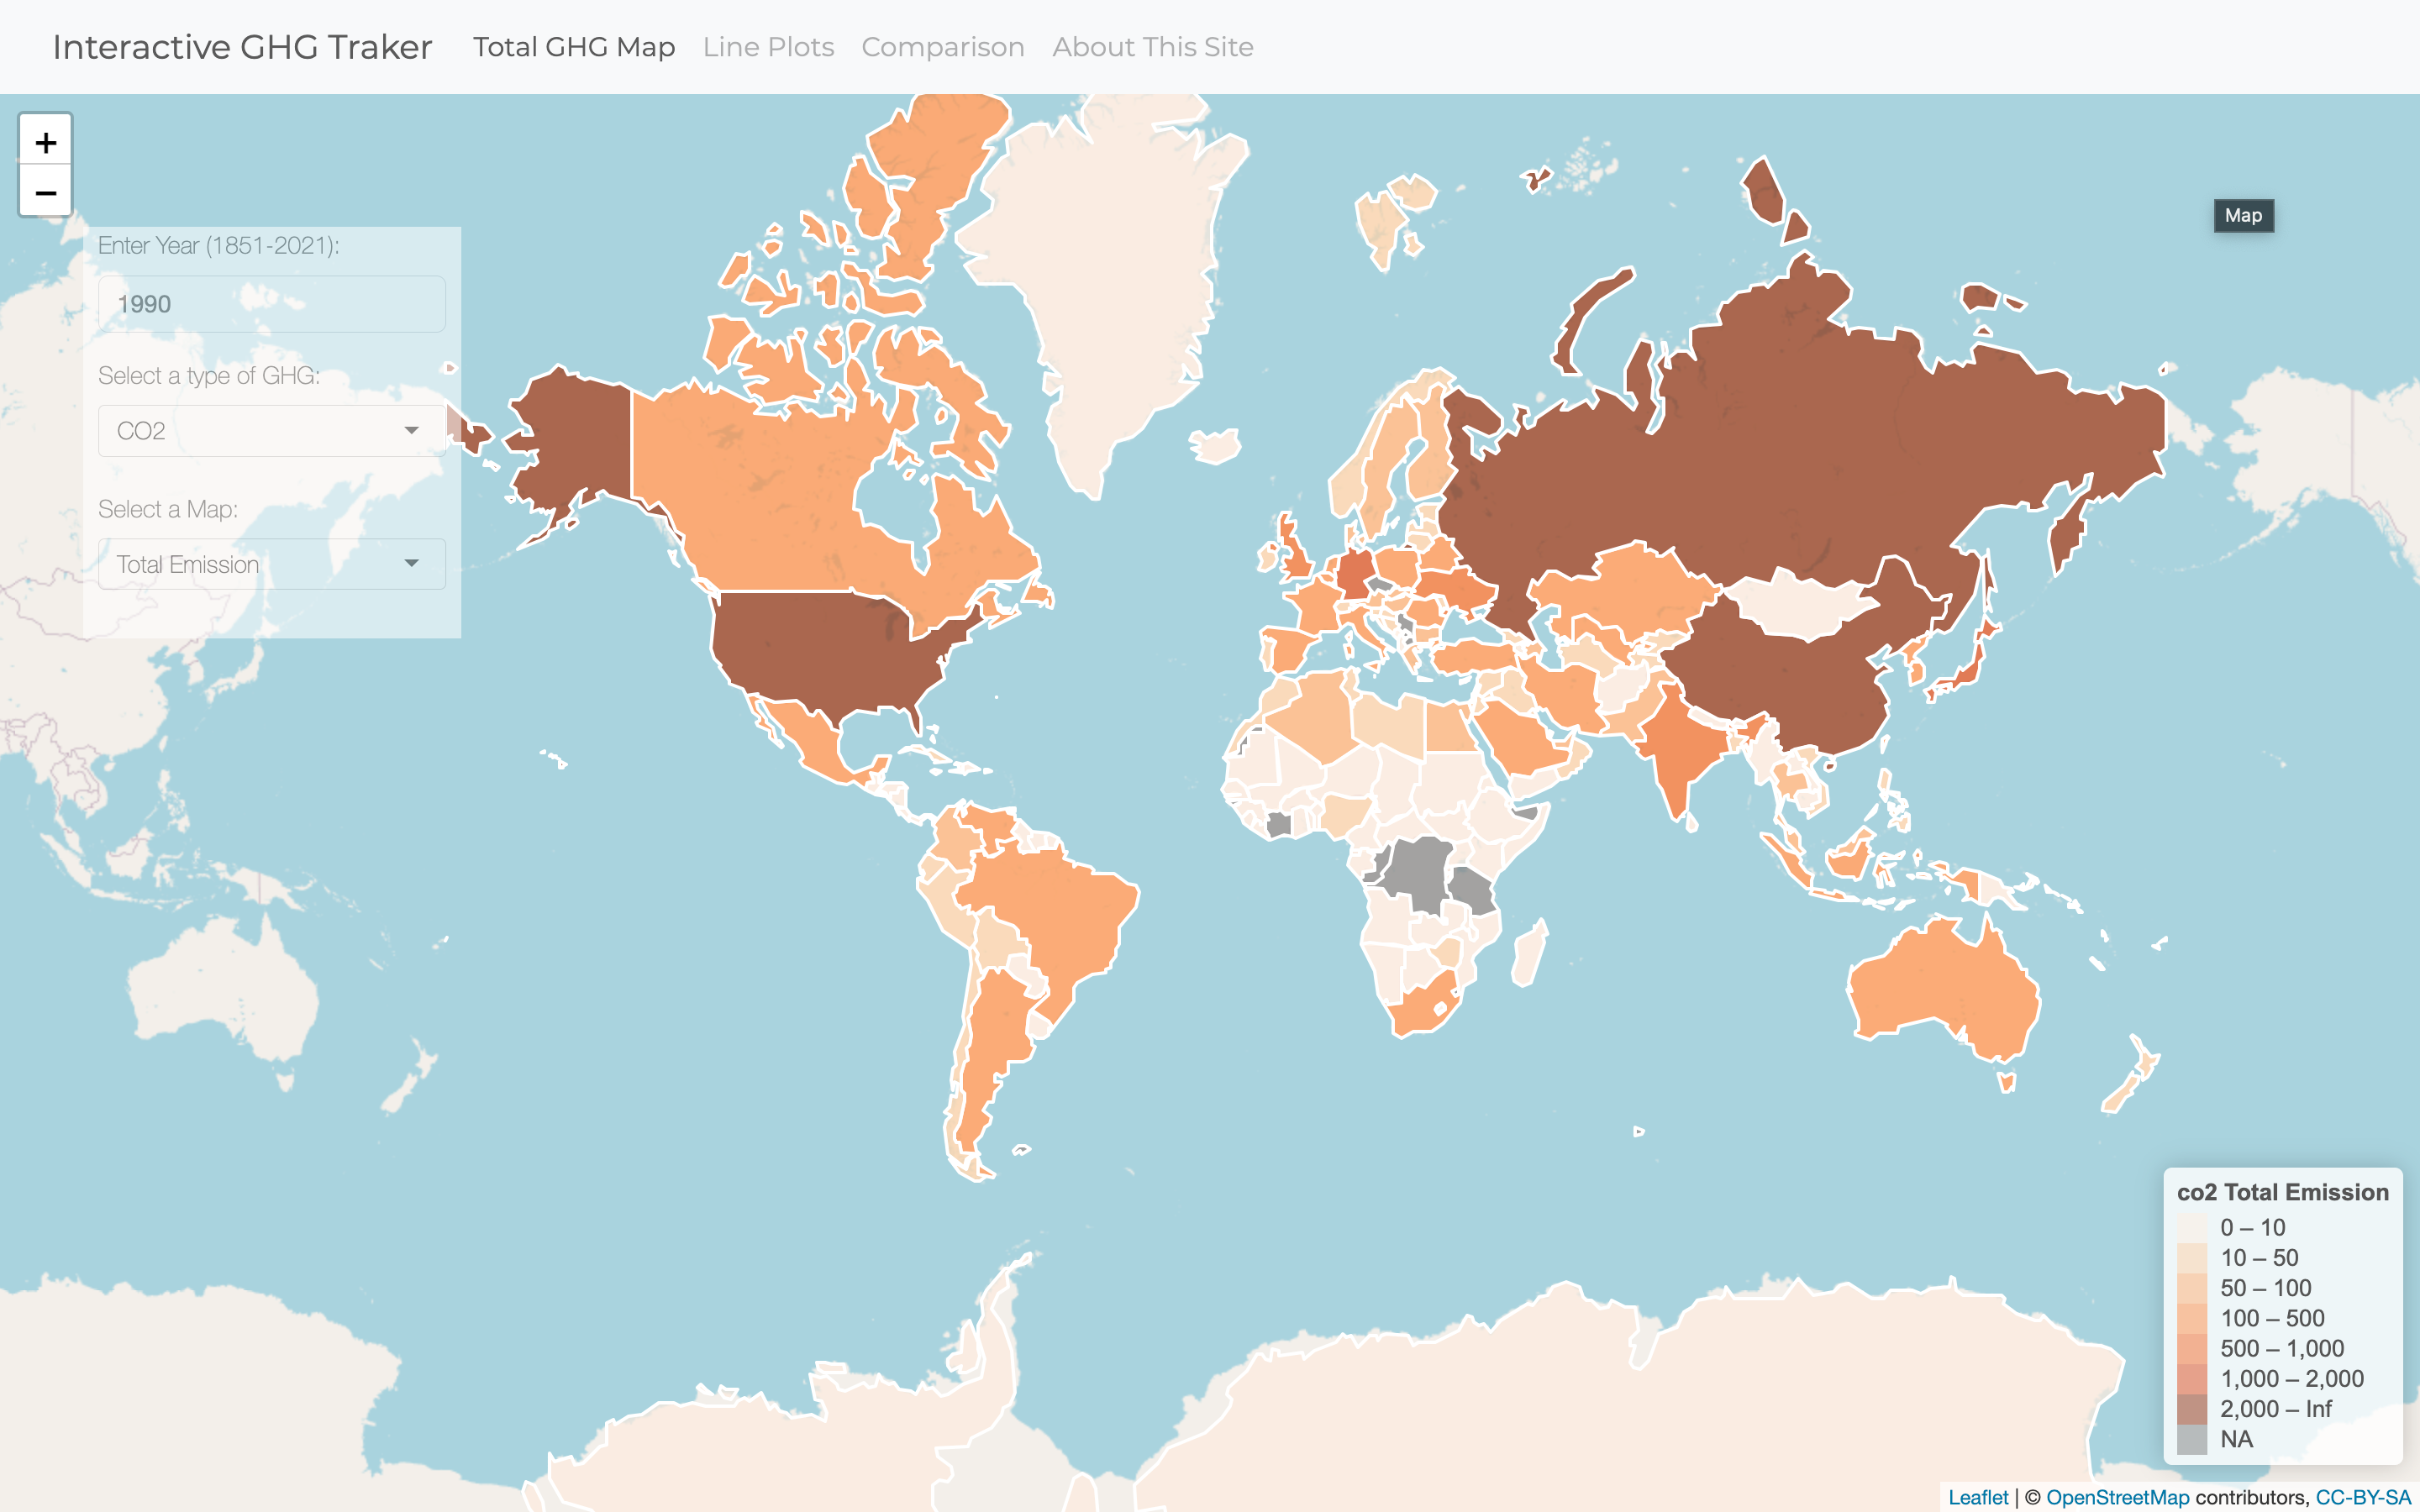 Interactive GHG Traker
Total GHG Map
Line Plots
Comparison
About This Site
+
−
Map
Enter Year (1851-2021):
1990
Select a type of GHG:
CO2
Select a Map:
Total Emission
co2 Total Emission
0 – 10
10 – 50
50 – 100
100 – 500
500 – 1,000
1,000 – 2,000
2,000 – Inf
NA
Leaflet | © OpenStreetMap contributors, CC-BY-SA